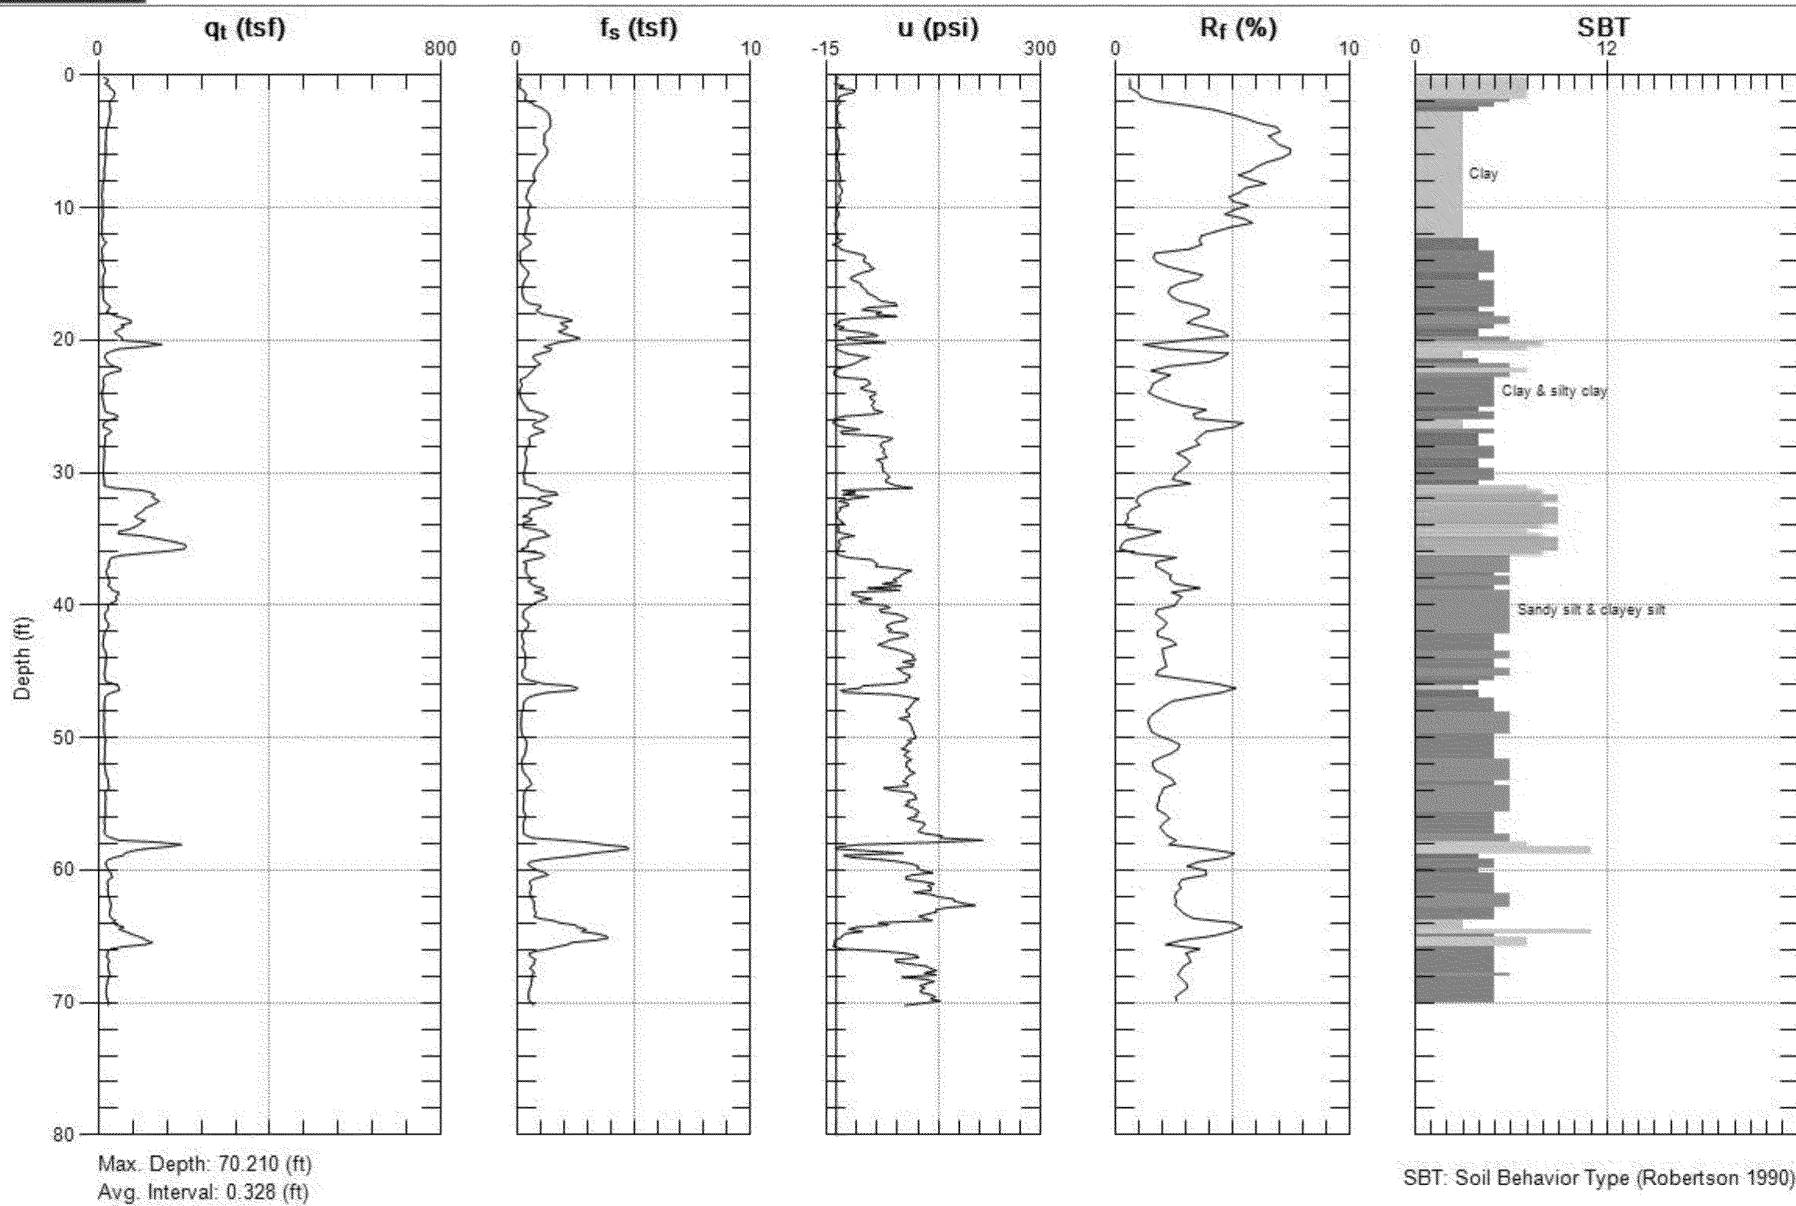 qt (tsf) fs (tsf) u (psi) Rf (%) SBT
0 800 0 10 -15 300 0 10 0 12
0
Clay
10
20
Clay & silty clay
30
40
Sandy silt & clayey silt
Depth (ft)
50
60
70
80
Max. Depth: 70.210 (ft)
Avg. Interval: 0.328 (ft)
SBT: Soil Behavior Type (Robertson 1990)